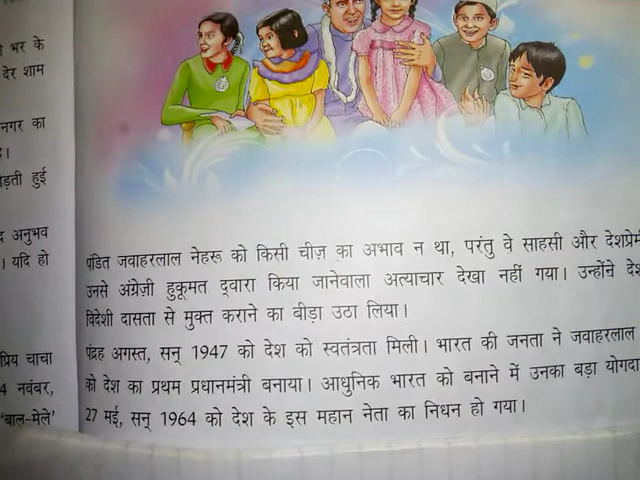 भर के
देर शाम
नगर का
है।
ड़ती हुई
अनुभव
। यदि हो
प्रिय चाचा
4 नवंबर,
'बाल-मेले'
पंडित जवाहरलाल नेहरू को किसी चीज़ का अभाव न था, परंतु वे साहसी और देशप्रेमी
उनसे अंग्रेज़ी हुकूमत द्वारा किया जानेवाला अत्याचार देखा नहीं गया। उन्होंने देश
विदेशी दासता से मुक्त कराने का बीड़ा उठा लिया।
पंद्रह अगस्त, सन् 1947 को देश को स्वतंत्रता मिली। भारत की जनता ने जवाहरलाल
को देश का प्रथम प्रधानमंत्री बनाया। आधुनिक भारत को बनाने में उनका बड़ा योगदा
27 मई, सन् 1964 को देश के इस महान नेता का निधन हो गया।